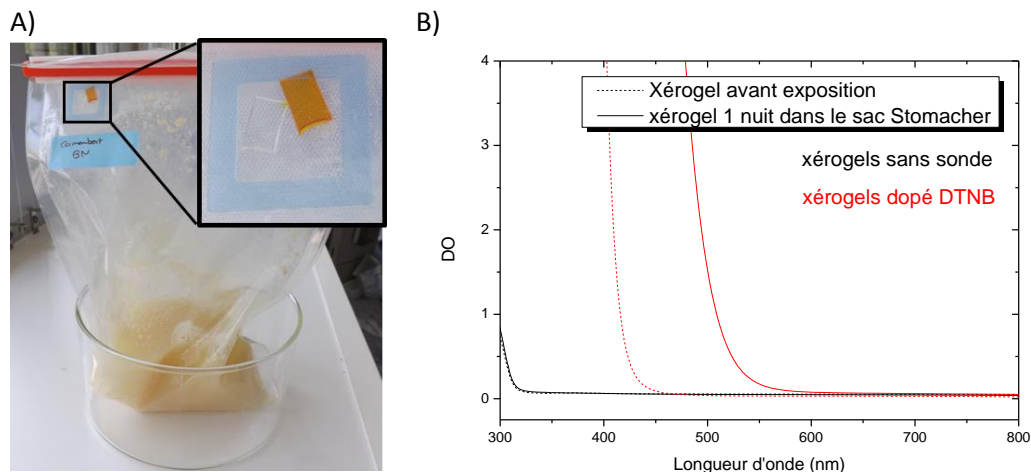 A)
Camembert
BN
B)
DO
4
3
2
1
0
Xérogel avant exposition
xérogel 1 nuit dans le sac Stomacher
xérogels sans sonde
xérogels dopé DTNB
300
400
500
600
700
800
Longueur d'onde (nm)